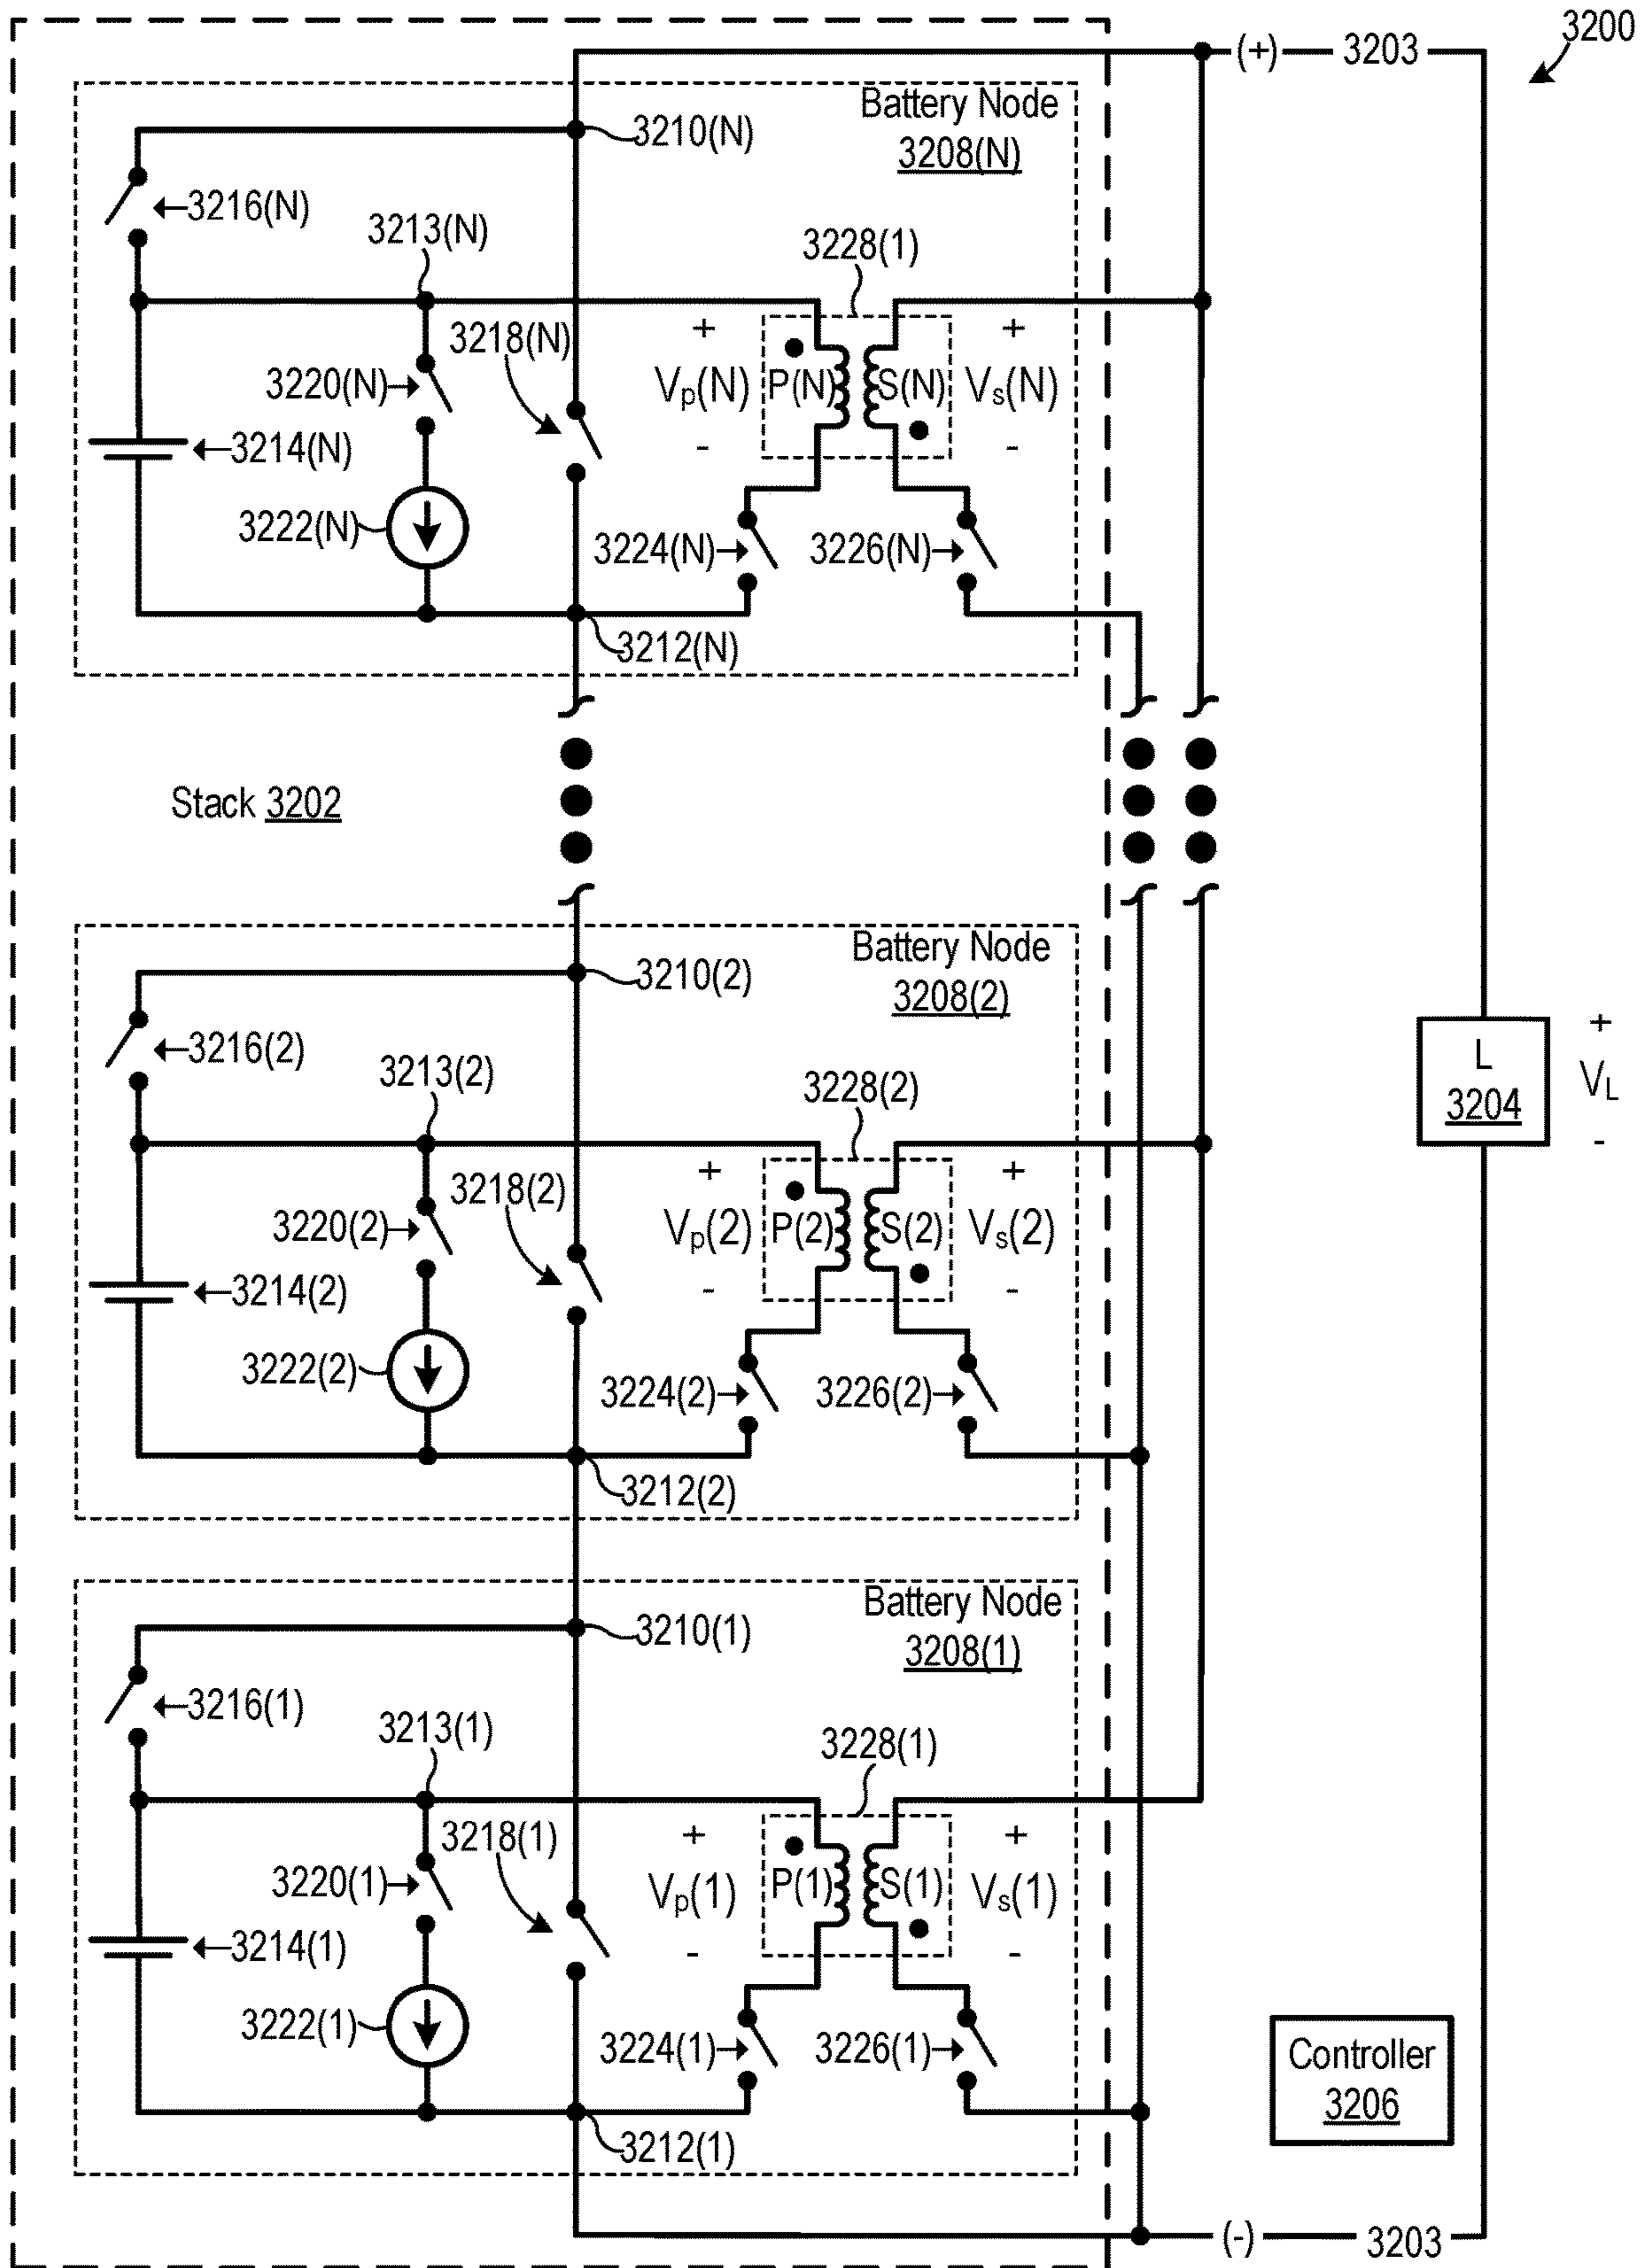 3200
(+)
3203
Battery Node
3208(N)
3210(N)
3216(N)
3213(N)
3228(1)
3218(N)
+
+
3220(N)
Vp(N)
P(N)
S(N)
Vs(N)
3214(N)
-
-
3222(N)
3224(N)
3226(N)
3212(N)
Stack 3202
Battery Node
3208(2)
3210(2)
3216(2)
3213(2)
3228(2)
L
3204
+
VL
-
3218(2)
+
+
3220(2)
Vp(2)
P(2)
S(2)
Vs(2)
3214(2)
-
-
3222(2)
3224(2)
3226(2)
3212(2)
Battery Node
3208(1)
3210(1)
3216(1)
3213(1)
3228(1)
3218(1)
+
+
3220(1)
Vp(1)
P(1)
S(1)
Vs(1)
3214(1)
-
-
3222(1)
3224(1)
3226(1)
Controller
3206
3212(1)
(-)
3203